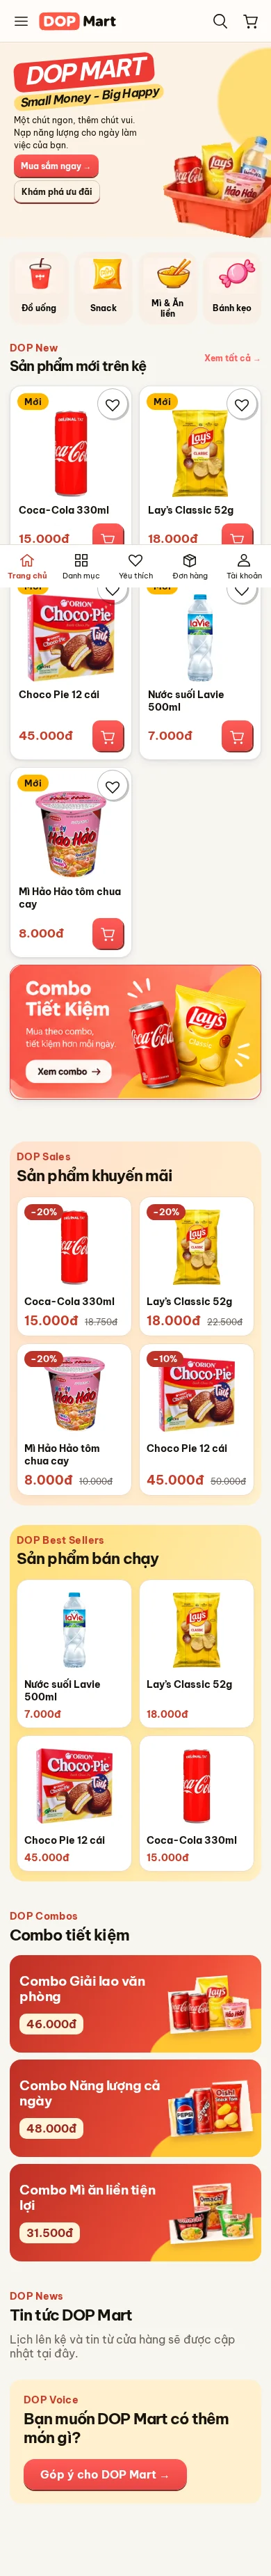 DOP Mart
DOP MART
Small Money - Big Happy
Một chút ngon, thêm chút vui.
Nạp năng lượng cho ngày làm
việc của bạn.
Mua sắm ngay →
Khám phá ưu đãi
Đồ uống
Snack
Mì & Ăn
liền
Bánh kẹo
DOP New
Sản phẩm mới trên kệ
Xem tất cả →
Mới
Mới
Coca-Cola 330ml
Lay's Classic 52g
15.000đ
18.000đ
Trang chủ
Danh mục
Yêu thích
Đơn hàng
Tài khoản
Mới
Mới
Choco Pie 12 cái
Nước suối Lavie
500ml
45.000đ
7.000đ
Mới
Mì Hảo Hảo tôm chua
cay
8.000đ
Combo
Tiết Kiệm
Mua theo combo,
tiết kiệm hơn mỗi ngày.
Xem combo →
DOP Sales
Sản phẩm khuyến mãi
-20%
-20%
Coca-Cola 330ml
Lay's Classic 52g
15.000đ 18.750đ
18.000đ 22.500đ
-20%
-10%
Mì Hảo Hảo tôm
chua cay
Choco Pie 12 cái
8.000đ 10.000đ
45.000đ 50.000đ
DOP Best Sellers
Sản phẩm bán chạy
Nước suối Lavie
500ml
Lay's Classic 52g
7.000đ
18.000đ
Choco Pie 12 cái
Coca-Cola 330ml
45.000đ
15.000đ
DOP Combos
Combo tiết kiệm
Combo Giải lao văn
phòng
46.000đ
Combo Năng lượng cả
ngày
48.000đ
Combo Mì ăn liền tiện
lợi
31.500đ
DOP News
Tin tức DOP Mart
Lịch lên kệ và tin từ cửa hàng sẽ được cập
nhật tại đây.
DOP Voice
Bạn muốn DOP Mart có thêm
món gì?
Góp ý cho DOP Mart →